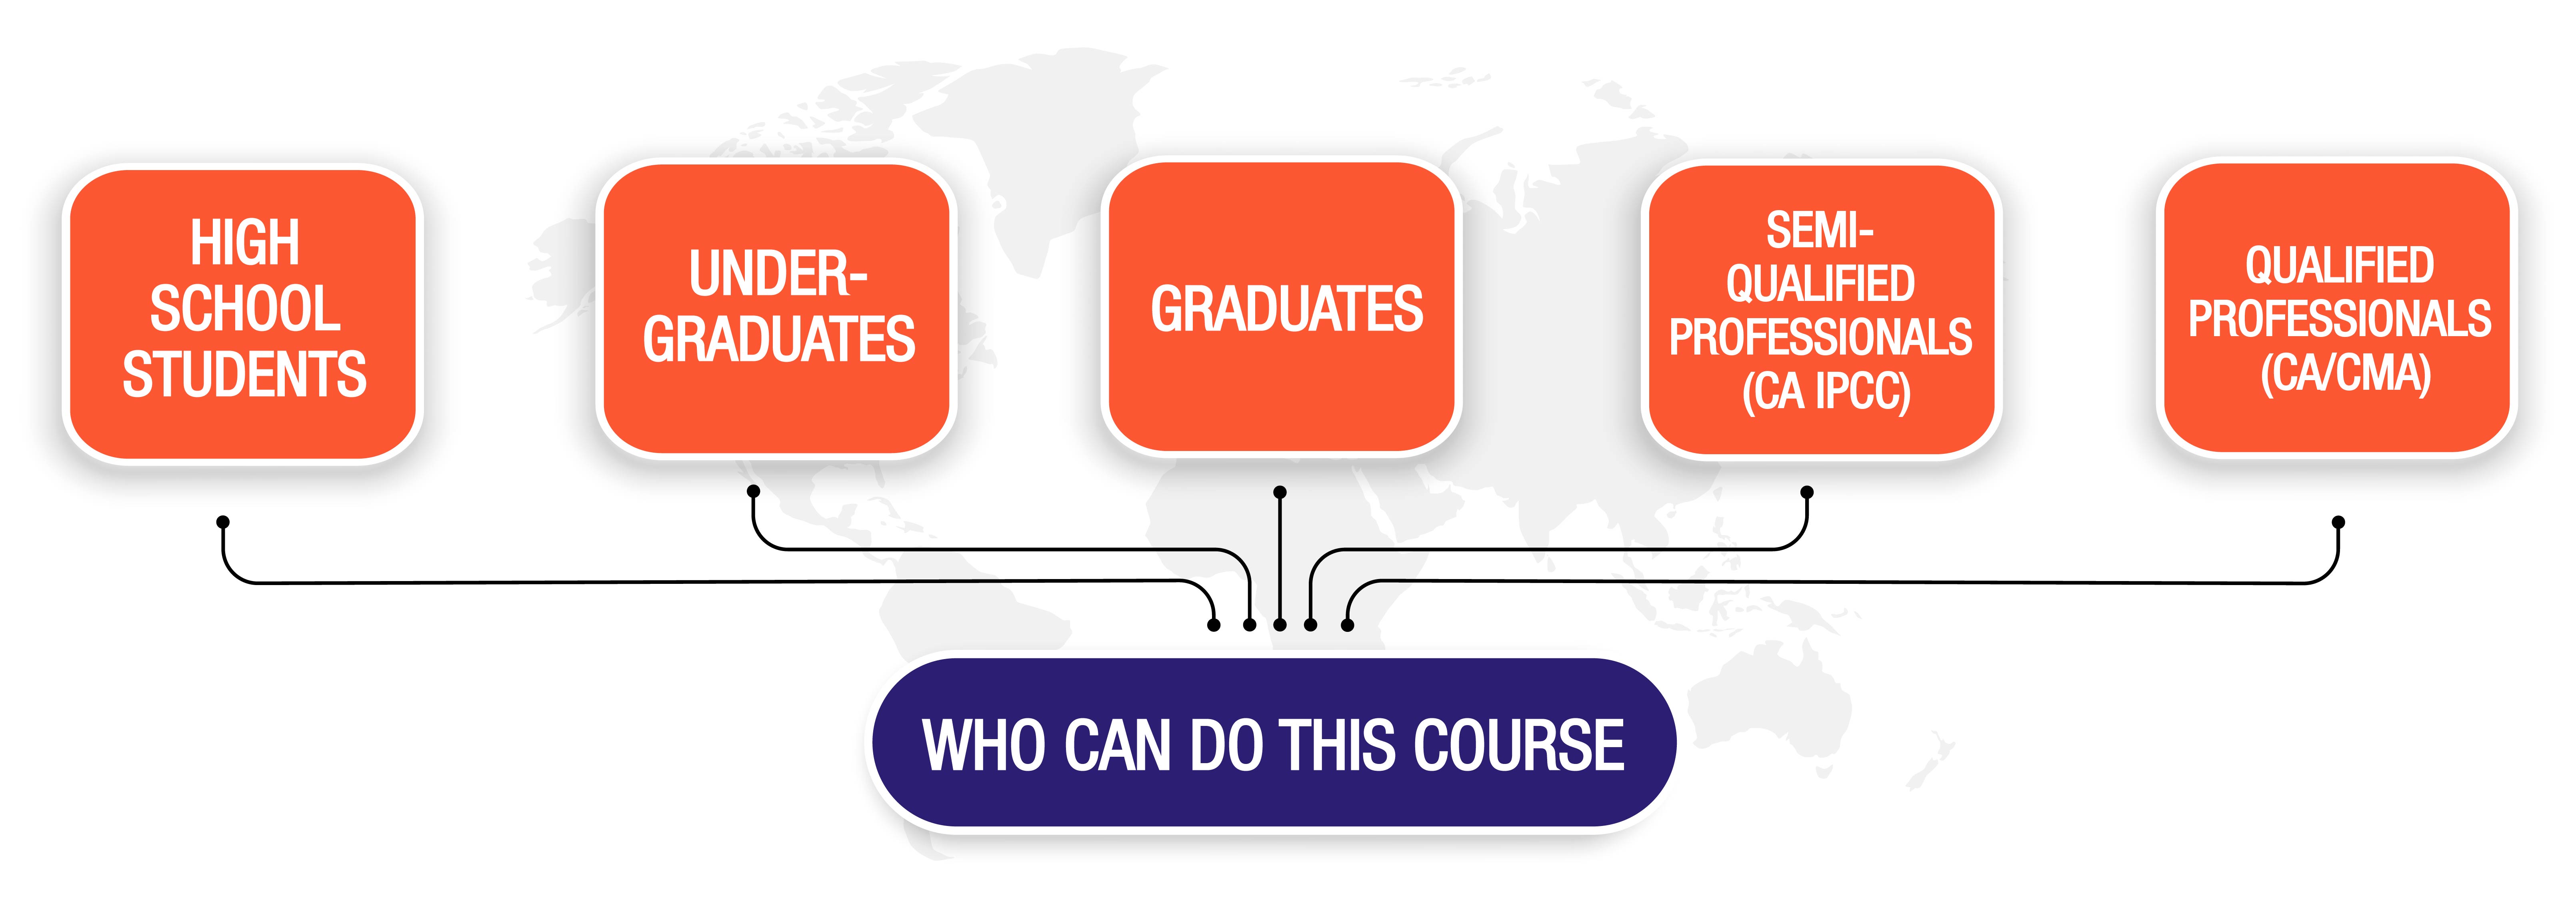 HIGH
SCHOOL
STUDENTS
UNDER-
GRADUATES
GRADUATES
SEMI-
QUALIFIED
PROFESSIONALS
(CA IPCC)
QUALIFIED
PROFESSIONALS
(CA/CMA)
WHO CAN DO THIS COURSE